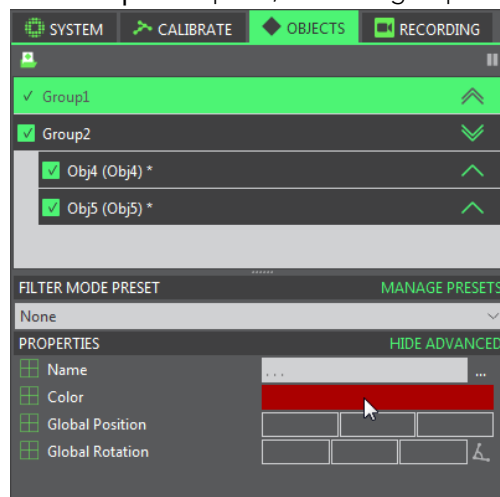 SYSTEM CALIBRATE OBJECTS RECORDING
Group1
Group2
Obj4 (Obj4) *
Obj5 (Obj5) *
FILTER MODE PRESET MANAGE PRESETS
None
PROPERTIES HIDE ADVANCED
Name ... ...
Color
Global Position
Global Rotation